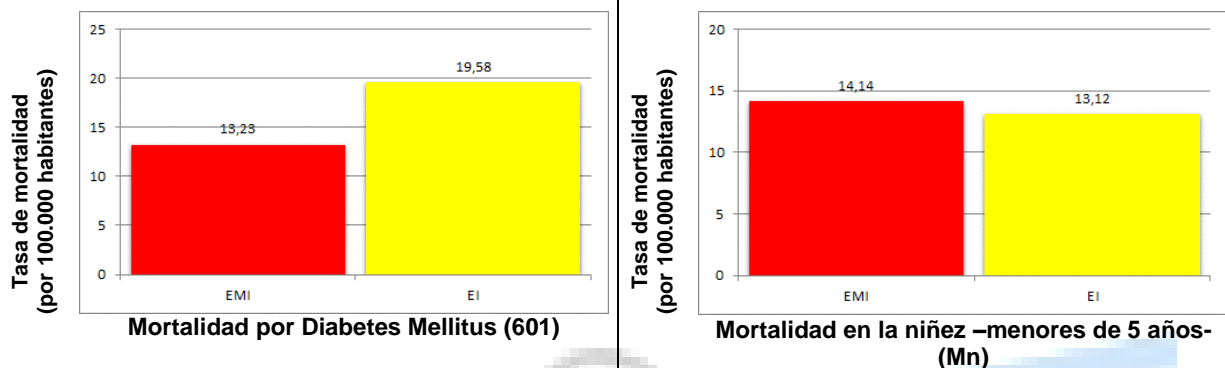 Tasa de mortalidad
(por 100.000 habitantes)
25
20
15
10
5
0
13,23
19,58
EMI
EI
Mortalidad por Diabetes Mellitus (601)
Tasa de mortalidad
(por 100.000 habitantes)
20
15
10
5
0
14,14
13,12
EMI
EI
Mortalidad en la niñez –menores de 5 años-
(Mn)